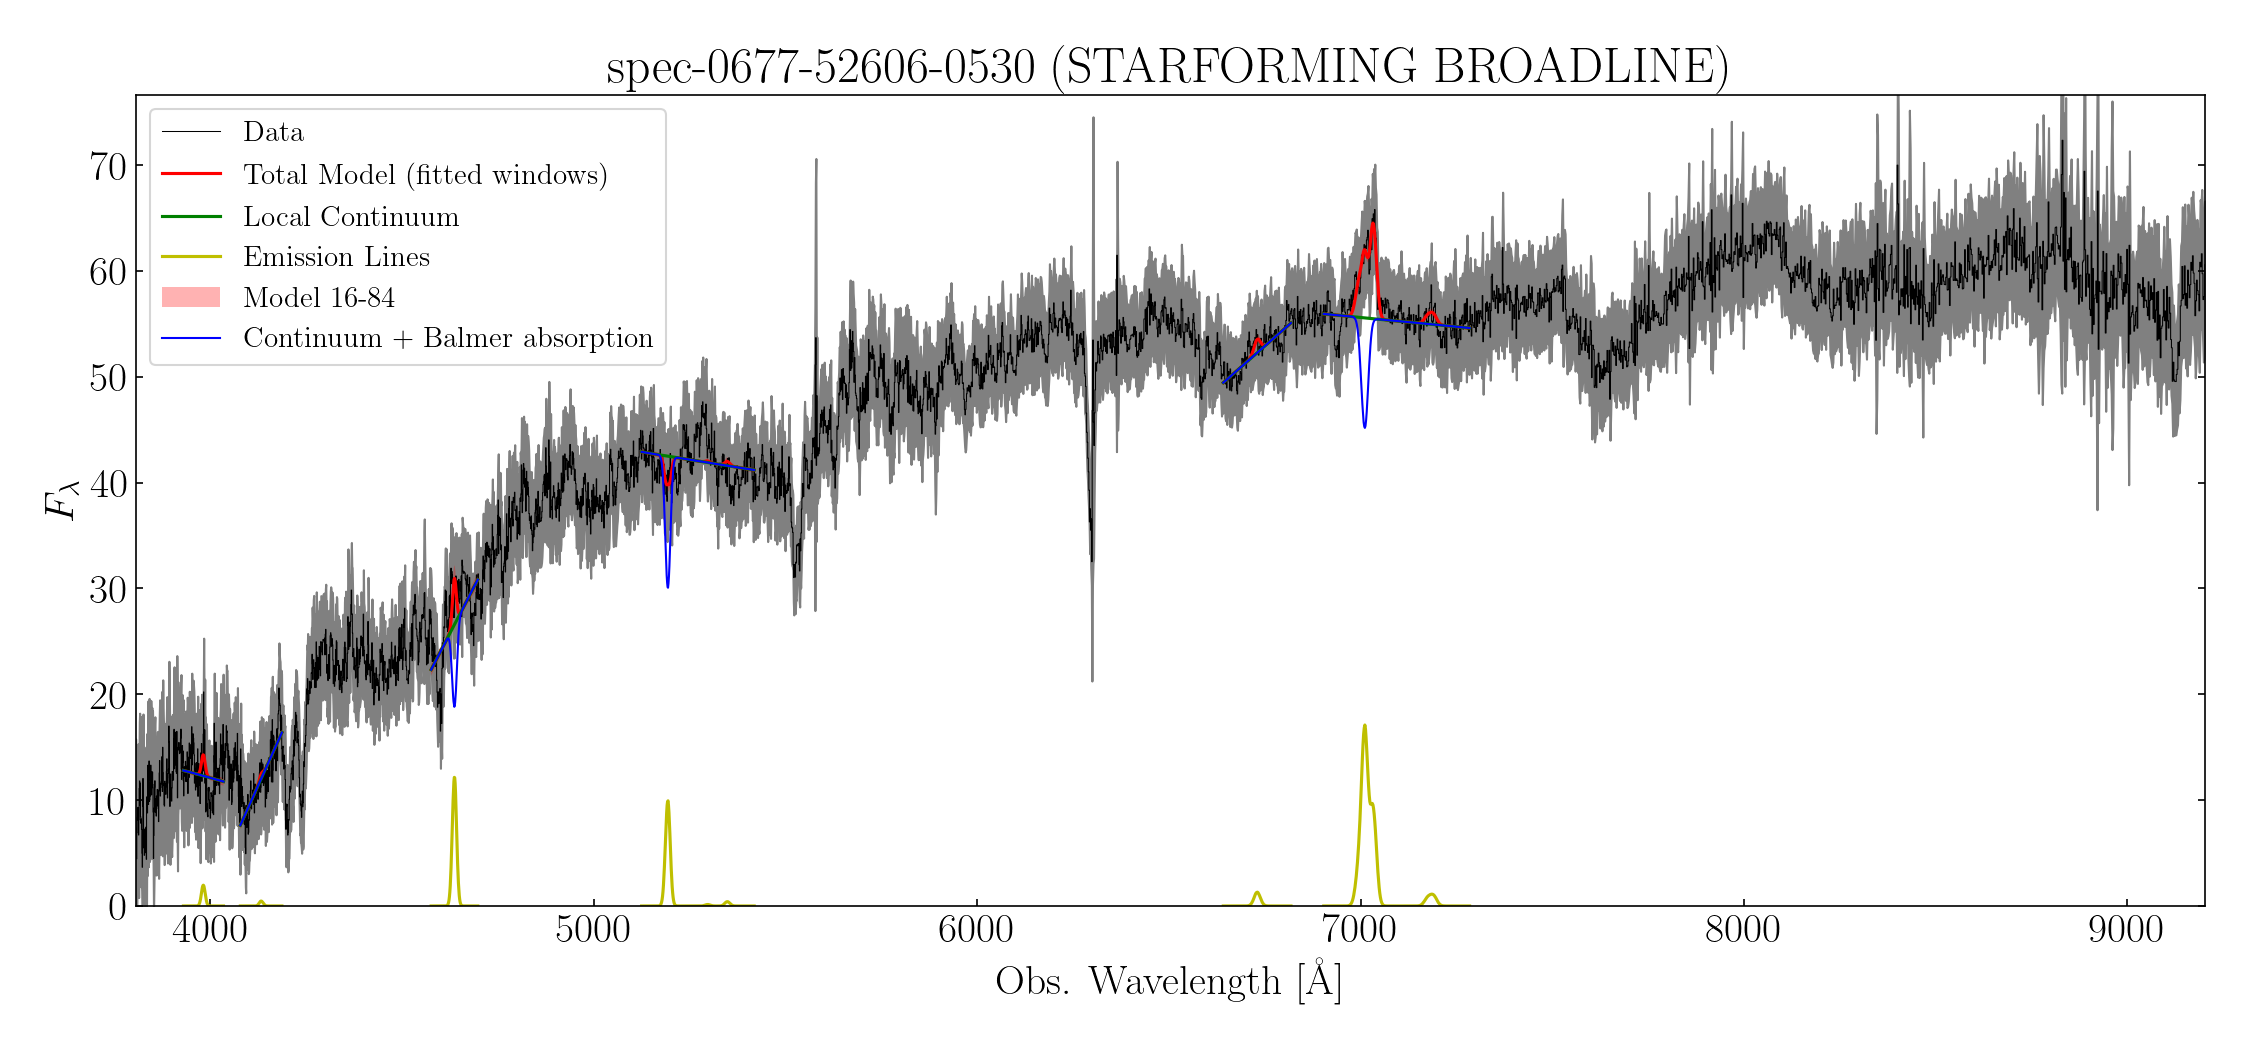 spec-0677-52606-0530 (STARFORMING BROADLINE)
Data
Total Model (fitted windows)
Local Continuum
Emission Lines
Model 16-84
Continuum + Balmer absorption
70
60
50
40
30
20
10
0
F_λ
4000 5000 6000 7000 8000 9000
Obs. Wavelength [Å]